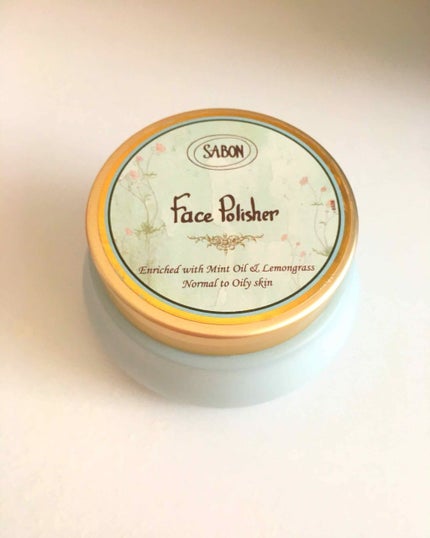 SABON
Face Polisher
Enriched with Mint Oil & Lemongrass
Normal to Oily skin